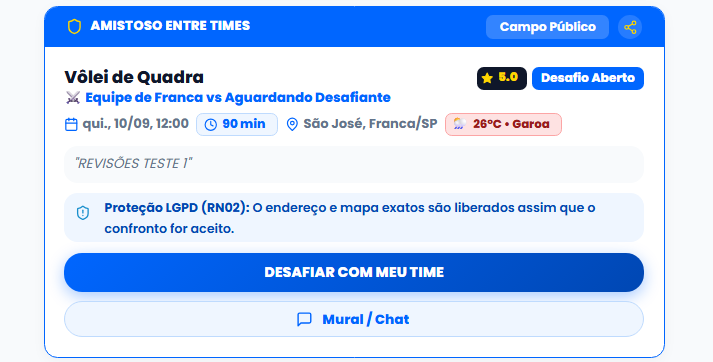 AMISTOSO ENTRE TIMES
Campo Público
Vôlei de Quadra
5.0
Desafio Aberto
Equipe de Franca vs Aguardando Desafiante
qui., 10/09, 12:00 90 min São José, Franca/SP 26°C • Garoa
"REVISÕES TESTE 1"
Proteção LGPD (RN02): O endereço e mapa exatos são liberados assim que o
confronto for aceito.
DESAFIAR COM MEU TIME
Mural / Chat